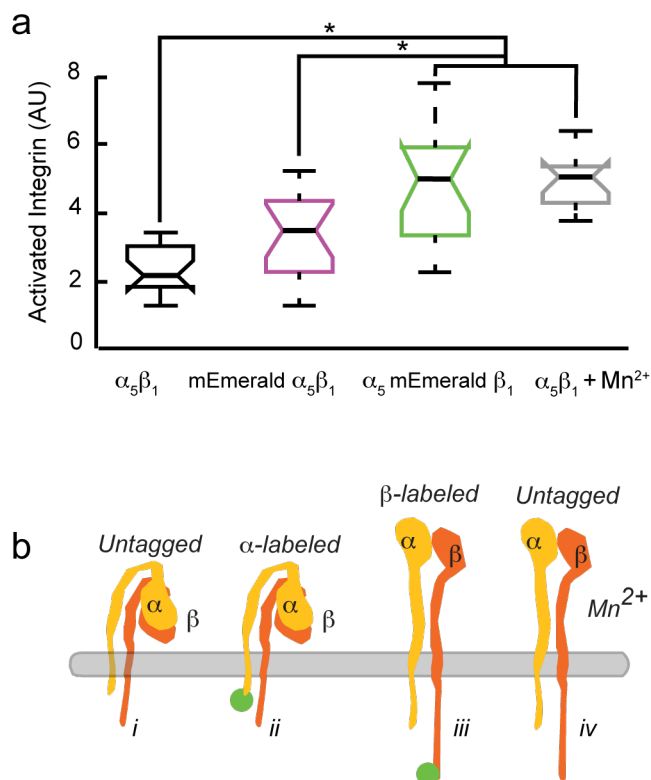 a
*
*
Activated Integrin (AU)
8
6
4
2
0
α₅β₁
mEmerald α₅β₁
α₅ mEmerald β₁
α₅β₁ + Mn²⁺
b
Untagged
α-labeled
β-labeled
Untagged
α
β
α
β
α
β
α
β
Mn²⁺
i
ii
iii
iv